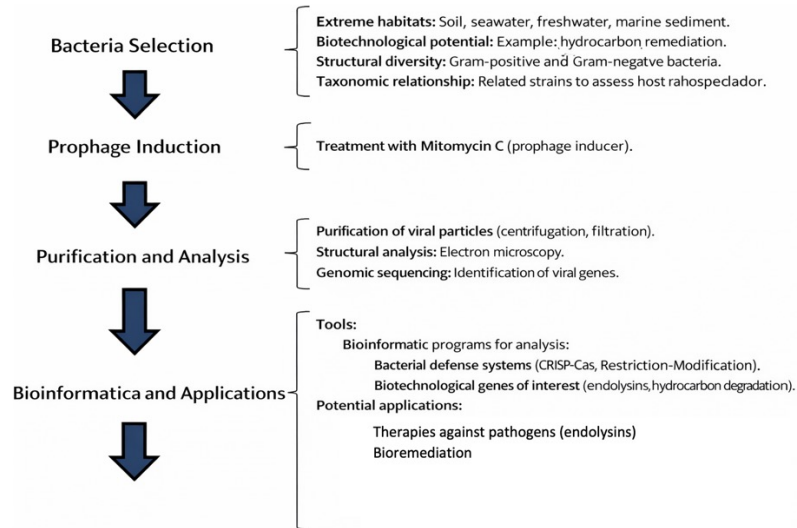 Bacteria Selection
Extreme habitats: Soil, seawater, freshwater, marine sediment.
Biotechnological potential: Example: hydrocarbon remediation.
Structural diversity: Gram-positive and Gram-negatve bacteria.
Taxonomic relationship: Related strains to assess host rahospeclador.
Prophage Induction
Treatment with Mitomycin C (prophage inducer).
Purification and Analysis
Purification of viral particles (centrifugation, filtration).
Structural analysis: Electron microscopy.
Genomic sequencing: Identification of viral genes.
Bioinformatica and Applications
Tools:
Bioinformatic programs for analysis:
Bacterial defense systems (CRISP-Cas, Restriction-Modification).
Biotechnological genes of interest (endolysins, hydrocarbon degradation).
Potential applications:
Therapies against pathogens (endolysins)
Bioremediation